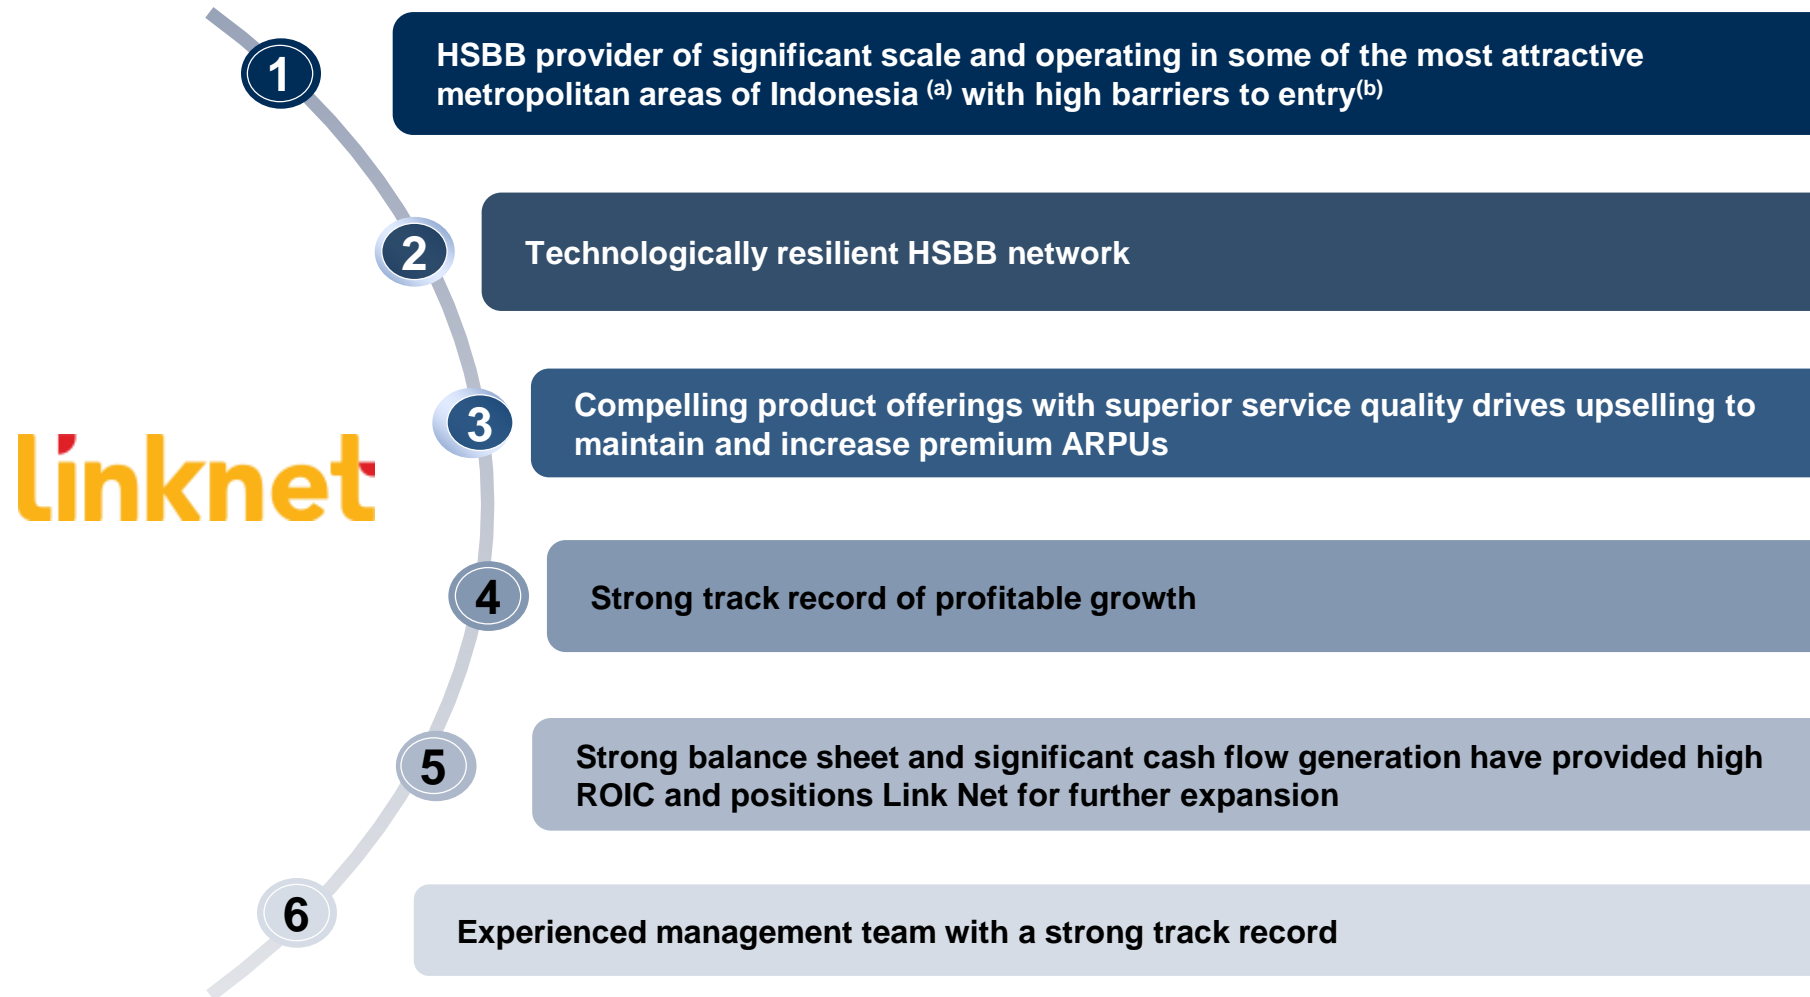 1
HSBB provider of significant scale and operating in some of the most attractive
metropolitan areas of Indonesia (a) with high barriers to entry(b)
2
Technologically resilient HSBB network
3
Compelling product offerings with superior service quality drives upselling to
maintain and increase premium ARPUs
linknet
4
Strong track record of profitable growth
5
Strong balance sheet and significant cash flow generation have provided high
ROIC and positions Link Net for further expansion
6
Experienced management team with a strong track record